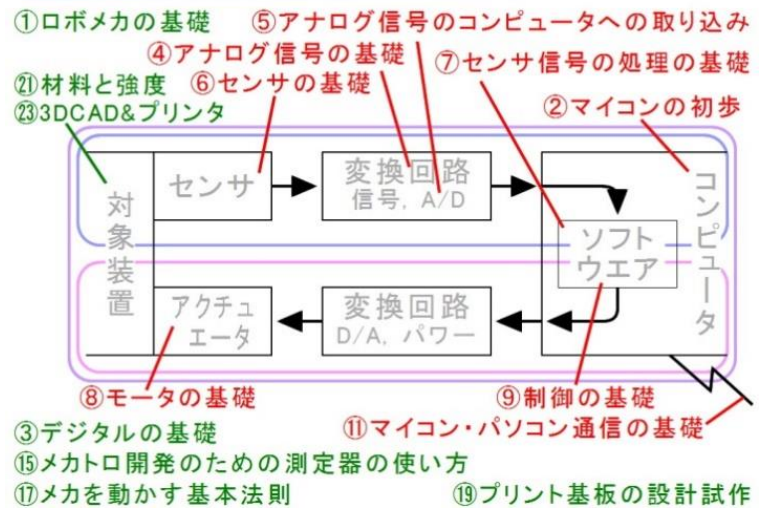 ①ロボメカの基礎
⑤アナログ信号のコンピュータへの取り込み
④アナログ信号の基礎
⑦センサ信号の処理の基礎
㉑材料と強度
⑥センサの基礎
㉓3DCAD&プリンタ
②マイコンの初歩
対象装置
センサ
変換回路
信号, A/D
コンピュータ
ソフト
ウエア
アクチュ
エータ
変換回路
D/A, パワー
⑧モータの基礎
⑨制御の基礎
③デジタルの基礎
⑪マイコン・パソコン通信の基礎
⑮メカトロ開発のための測定器の使い方
⑰メカを動かす基本法則
⑲プリント基板の設計試作